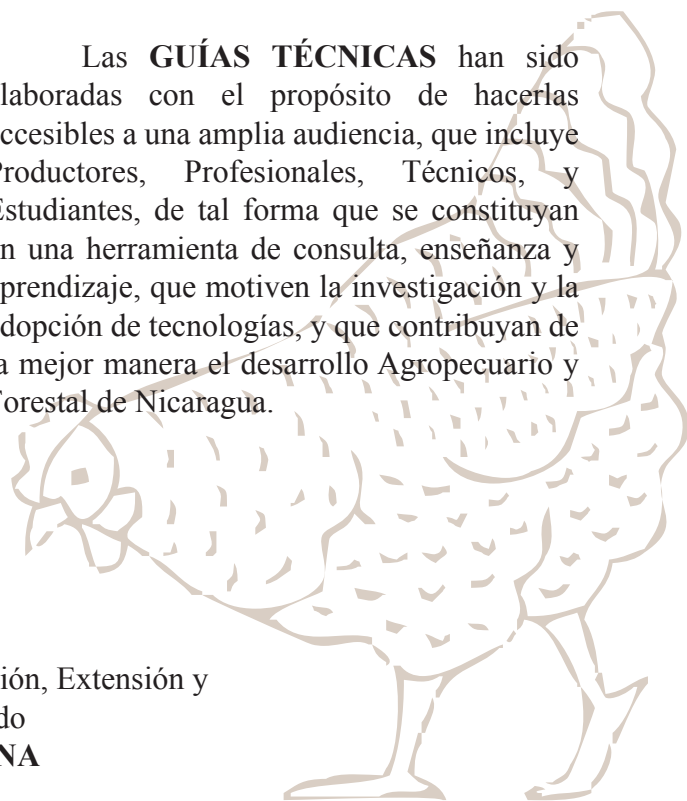 Las GUÍAS TÉCNICAS han sido
laboradas con el propósito de hacerlas
ccesibles a una amplia audiencia, que incluye
Productores, Profesionales, Técnicos, y
Estudiantes, de tal forma que se constituyan
n una herramienta de consulta, enseñanza y
prendizaje, que motiven la investigación y la
dopción de tecnologías, y que contribuyan de
a mejor manera el desarrollo Agropecuario y
Forestal de Nicaragua.
ión, Extensión y
do
NA